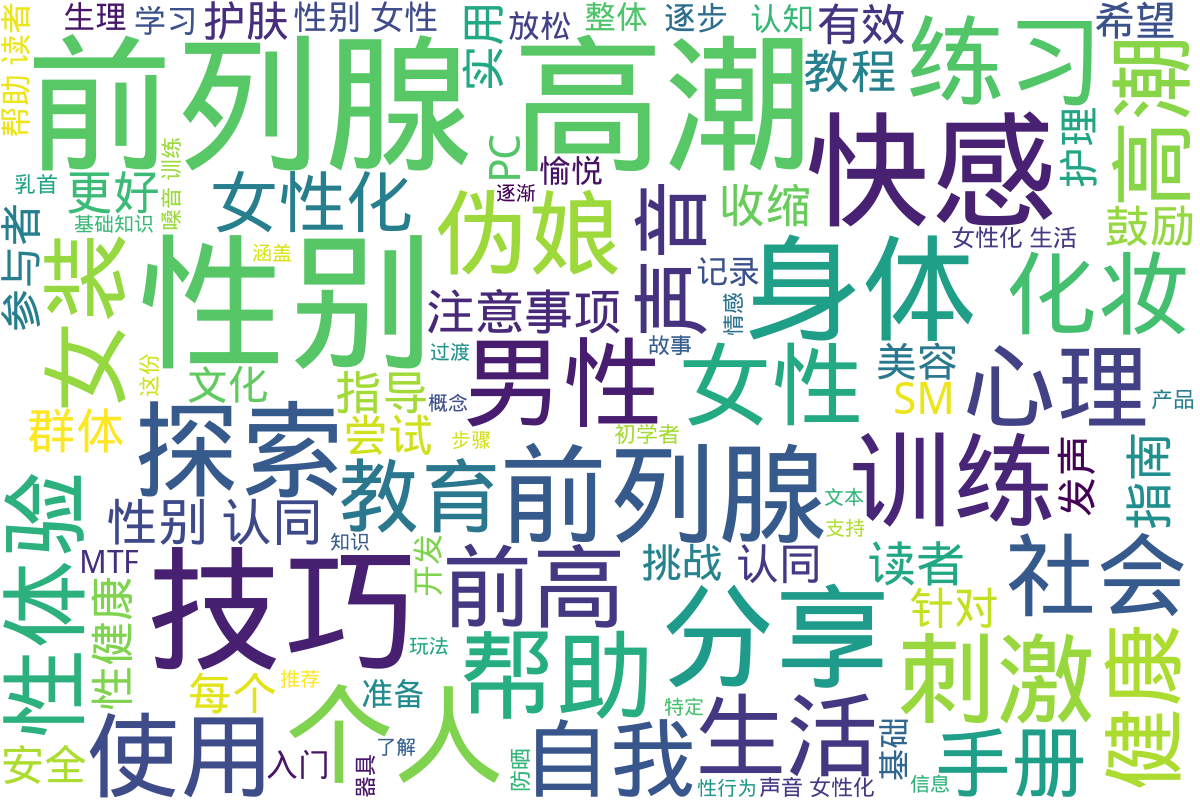 生理
学习
护肤
性别 女性
实用
放松
整体
逐步
认知
有效
希望
帮助 读者
前列腺 高潮
练习
高潮
教程
快感
护理
乳首
更好
基础知识
嗓音 训练
女性化
PC
愉悦
逐渐
伪娘
声音
收缩
鼓励
女性化 生活
参与者
女装
性别
涵盖
注意事项
记录
情感
身体
化妆
过渡
故事
这份
文化
指导
概念
男性
女性
美容
SM
心理
产品
群体
探索
尝试
步骤
初学者
教育
前列腺
训练
发声
指南
性体验
性别 认同
知识
文本
支持
MTF
性健康
技巧
开发
前高
挑战
认同
读者
针对
社会
玩法
帮助
分享
刺激
健康
每个
推荐
准备
个人
特定
安全
使用
入门
器具
了解
防晒
自我
生活
性行为
声音 女性化
基础
手册
信息